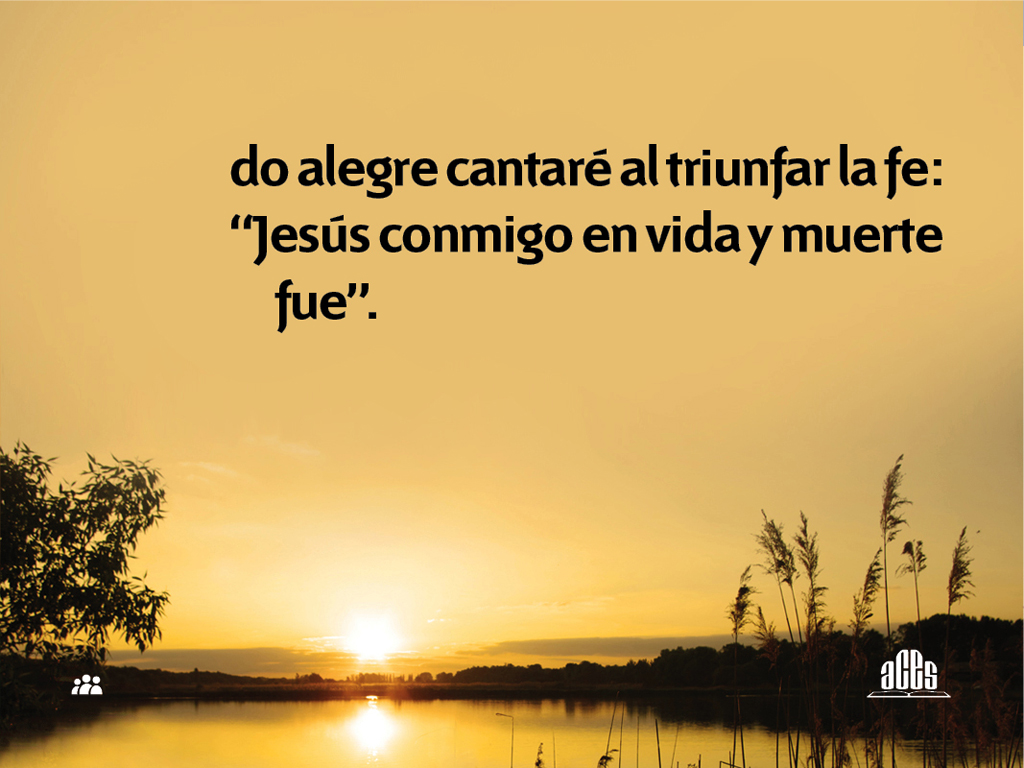 do alegre cantaré al triunfar la fe:
“Jesús conmigo en vida y muerte
fue”.
aces